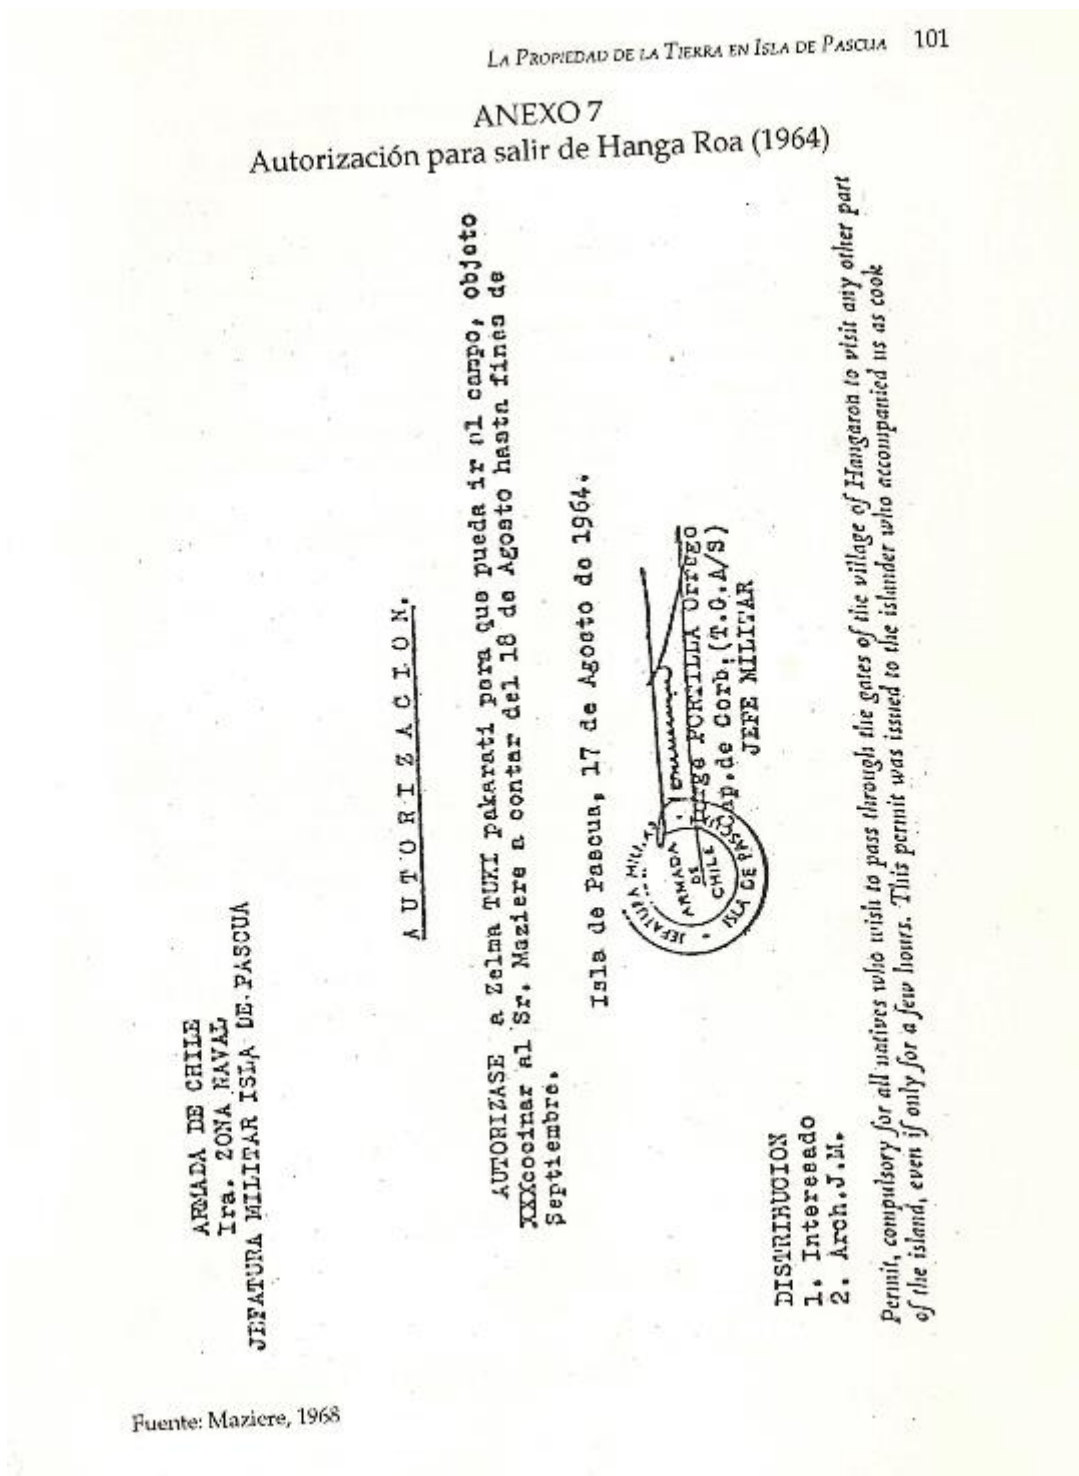 LA PROPIEDAD DE LA TIERRA EN ISLA DE PASCUA 101
ANEXO 7
Autorización para salir de Hanga Roa (1964)
ARMADA DE CHILE
Ira. ZONA NAVAL
JEFATURA MILITAR ISLA DE PASCUA
A U T O R I Z A C I O N.
AUTORIZASE a Zelma TUKI pakarati para que pueda ir al campo, objeto
XXXcocinar al Sr. Maziere a contar del 18 de Agosto hasta fines de
Septiembre.
Isla de Pascua, 17 de Agosto de 1964.
JEFATURA MILITAR
ARMADA
DE
CHILE
ISLA DE PASCUA
Jorge PORTILLA Orrego
Cap.de Corb.(T.G.A/S)
JEFE MILITAR
DISTRIBUCION
1. Interesado
2. Arch.J.M.
Permit, compulsory for all natives who wish to pass through the gates of the village of Hangaroa to visit any other part
of the island, even if only for a few hours. This permit was issued to the islander who accompanied us as cook
Fuente: Maziere, 1968